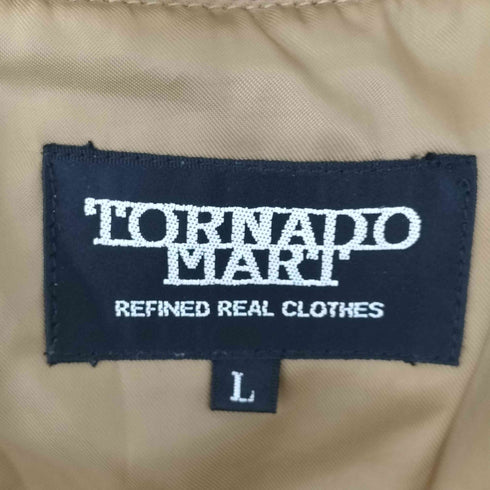 TORNADO
MART
REFINED REAL CLOTHES
L